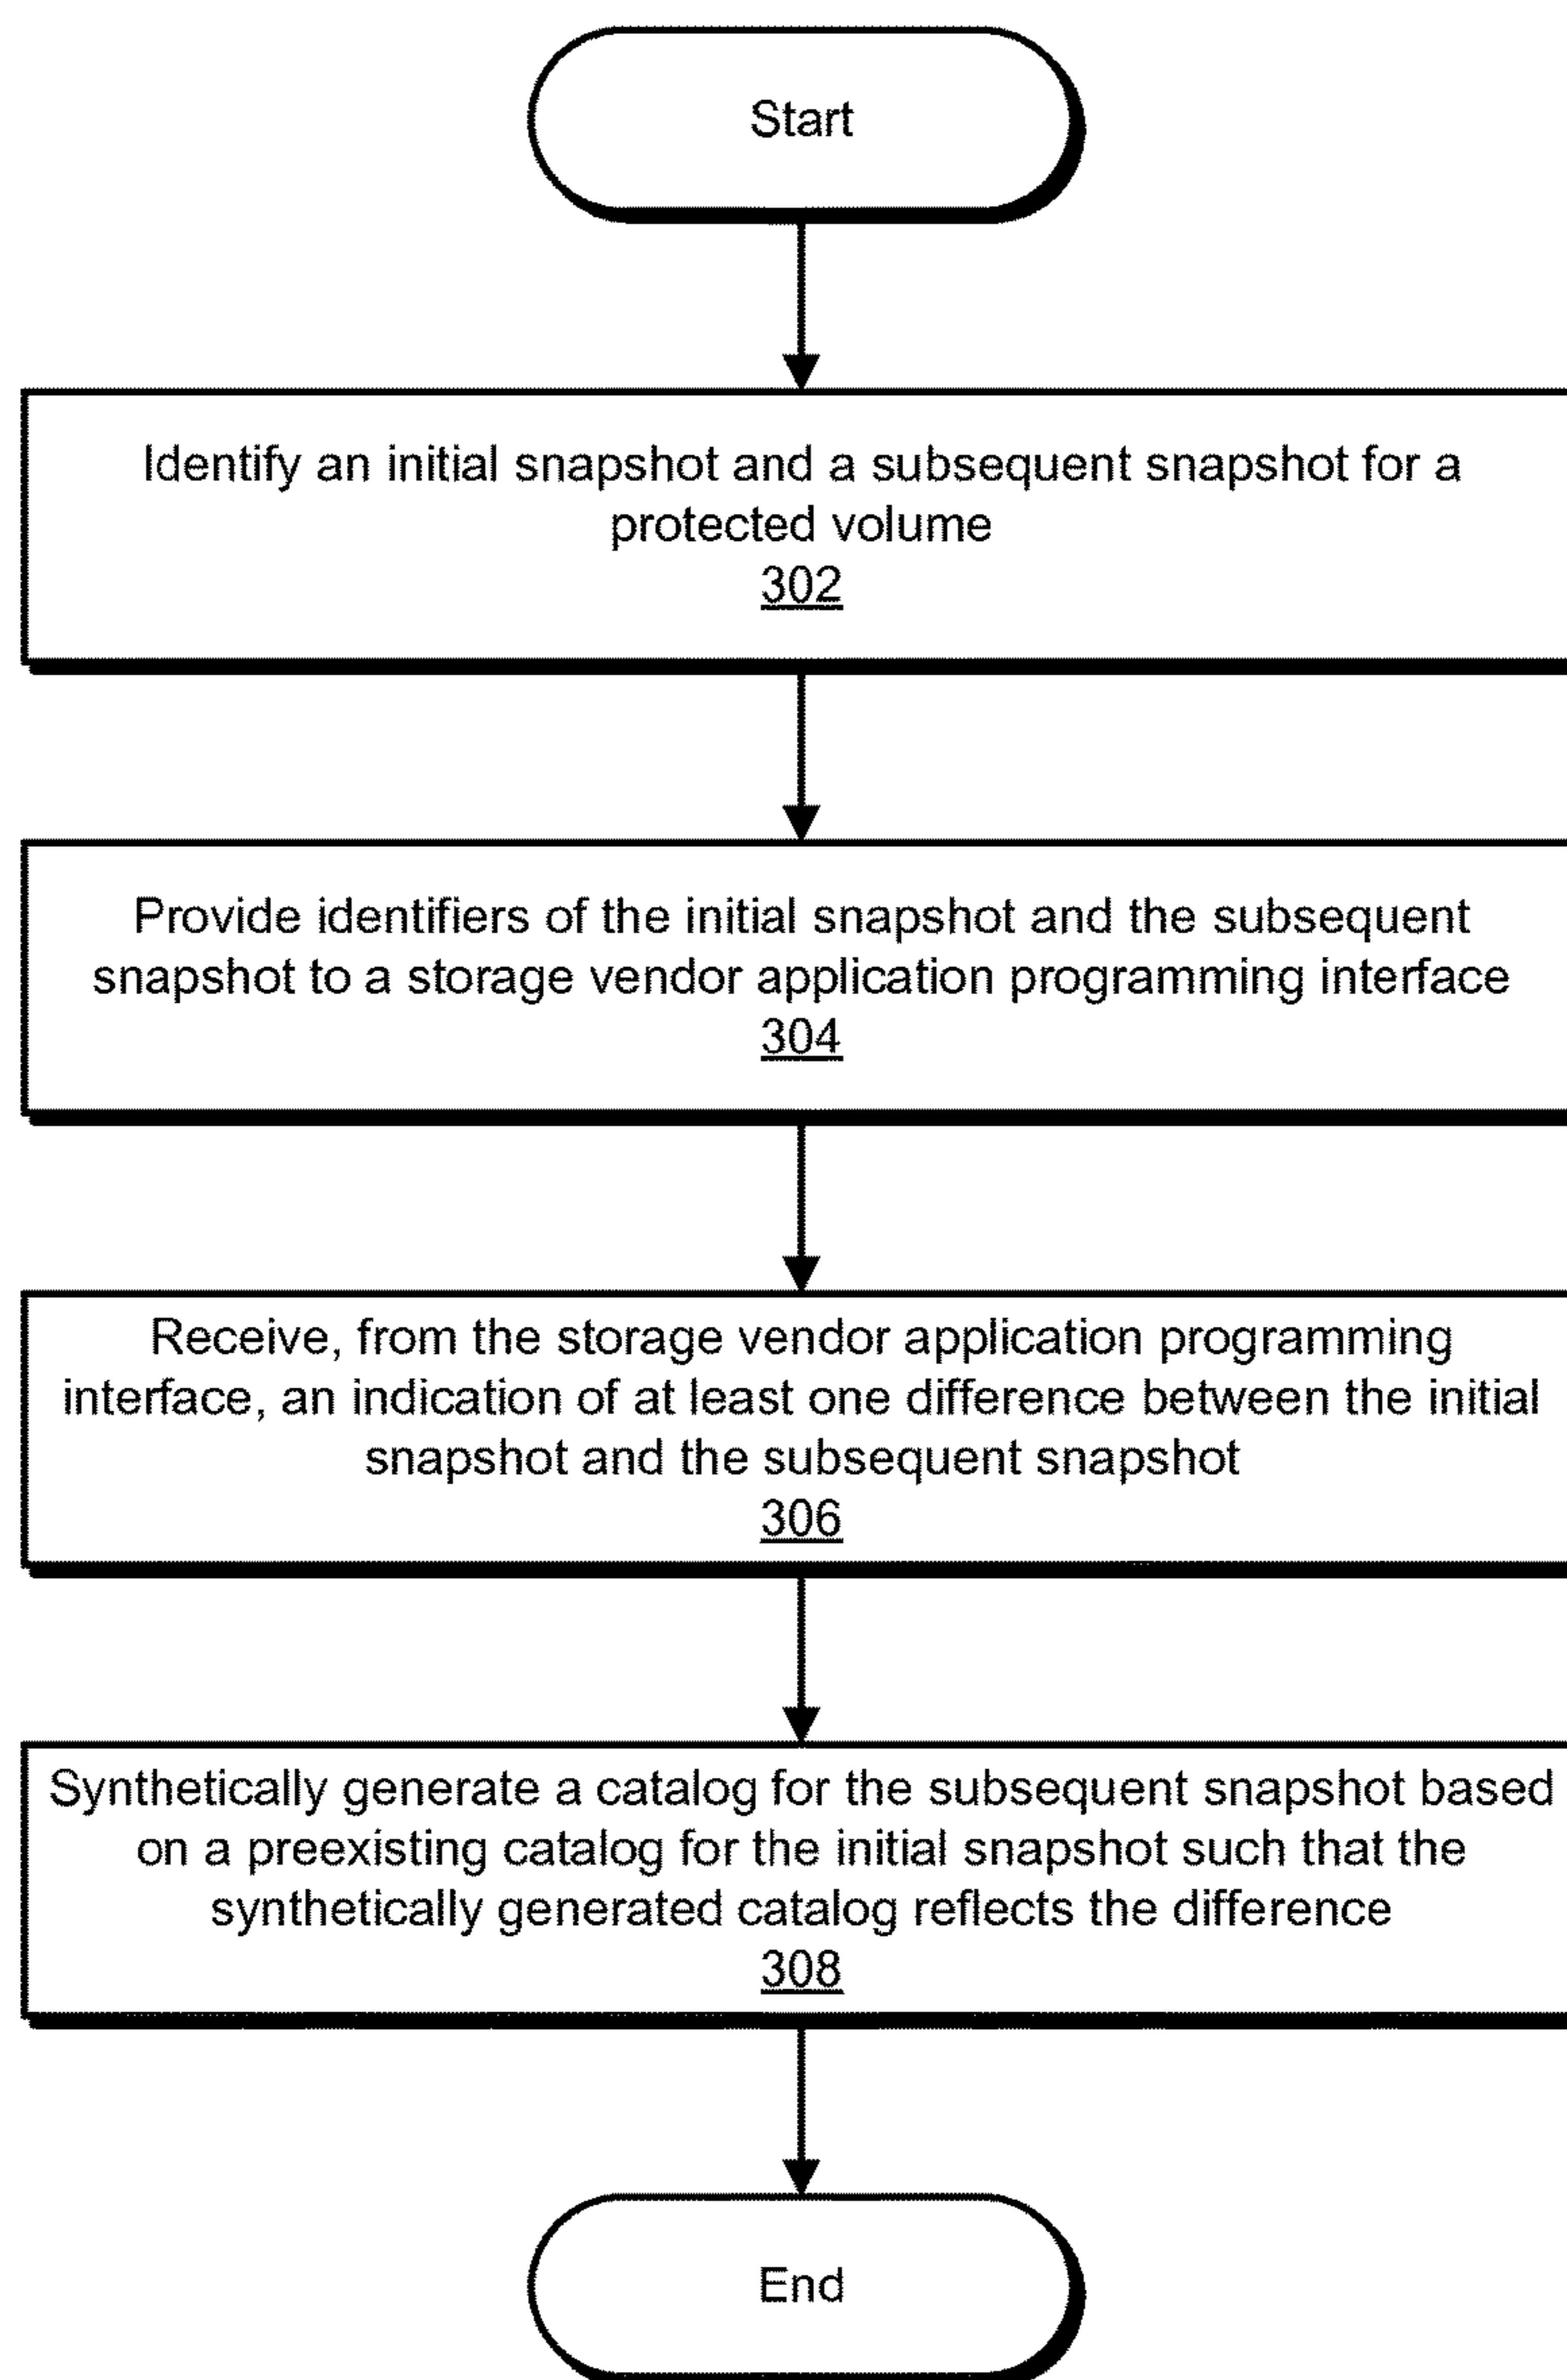 Start
Identify an initial snapshot and a subsequent snapshot for a
protected volume
302
Provide identifiers of the initial snapshot and the subsequent
snapshot to a storage vendor application programming interface
304
Receive, from the storage vendor application programming
interface, an indication of at least one difference between the initial
snapshot and the subsequent snapshot
306
Synthetically generate a catalog for the subsequent snapshot based
on a preexisting catalog for the initial snapshot such that the
synthetically generated catalog reflects the difference
308
End